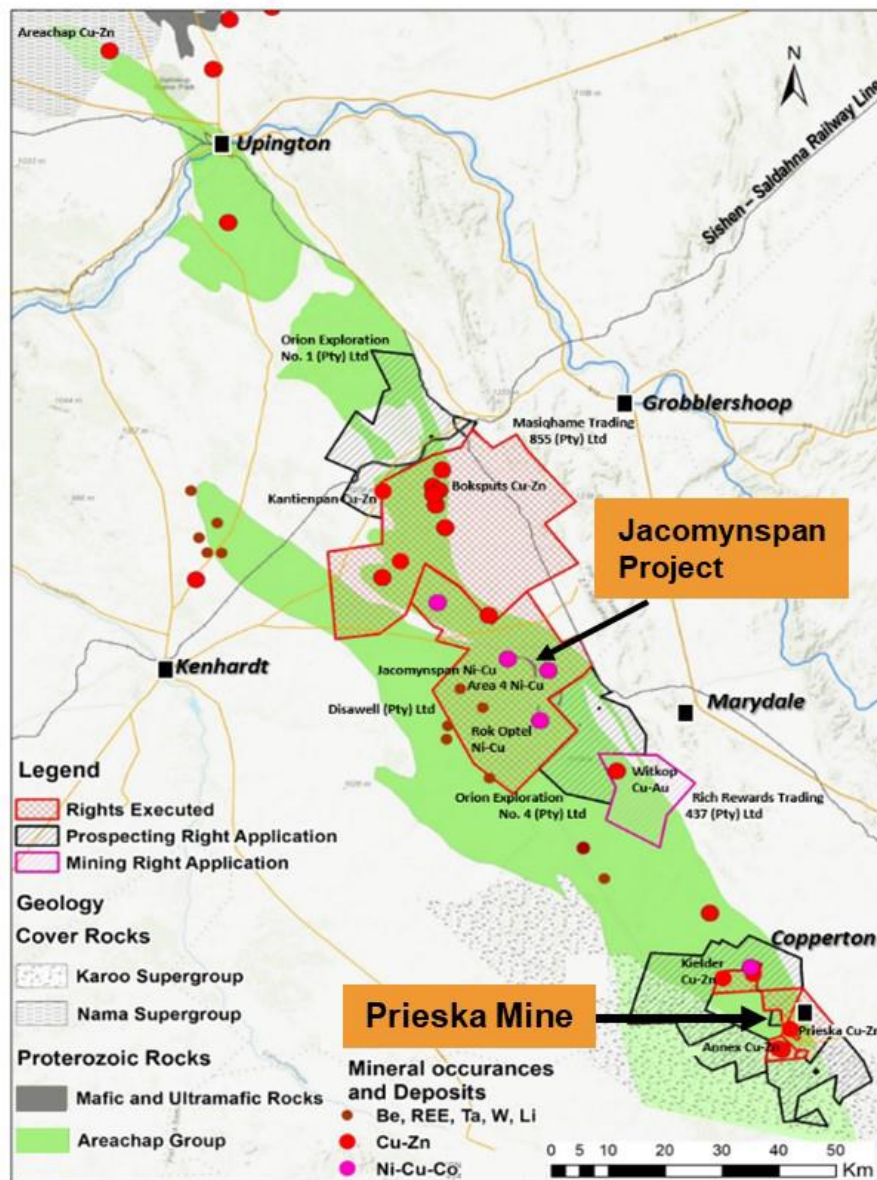 Areachap Cu-Zn
N
Upington
Sishen – Saldahna Railway Line
Orion Exploration
No. 1 (Pty) Ltd
Grobblershoop
Masiqhame Trading
855 (Pty) Ltd
Kantienpan Cu-Zn
Boksputs Cu-Zn
Jacomynspan
Project
Kenhardt
Jacomynspan Ni-Cu
Area 4 Ni-Cu
Disawell (Pty) Ltd
Rok Optel
Ni-Cu
Marydale
Witkop
Cu-Au
Orion Exploration
No. 4 (Pty) Ltd
Rich Rewards Trading
437 (Pty) Ltd
Legend
Rights Executed
Prospecting Right Application
Mining Right Application
Geology
Cover Rocks
Karoo Supergroup
Nama Supergroup
Proterozoic Rocks
Mafic and Ultramafic Rocks
Areachap Group
Copperton
Kielder
Cu-Zn
Prieska Mine
Prieska Cu-Zn
Annex Cu-Zn
Mineral occurances
and Deposits
Be, REE, Ta, W, Li
Cu-Zn
Ni-Cu-Co
0 10 20 30 40 50
Km